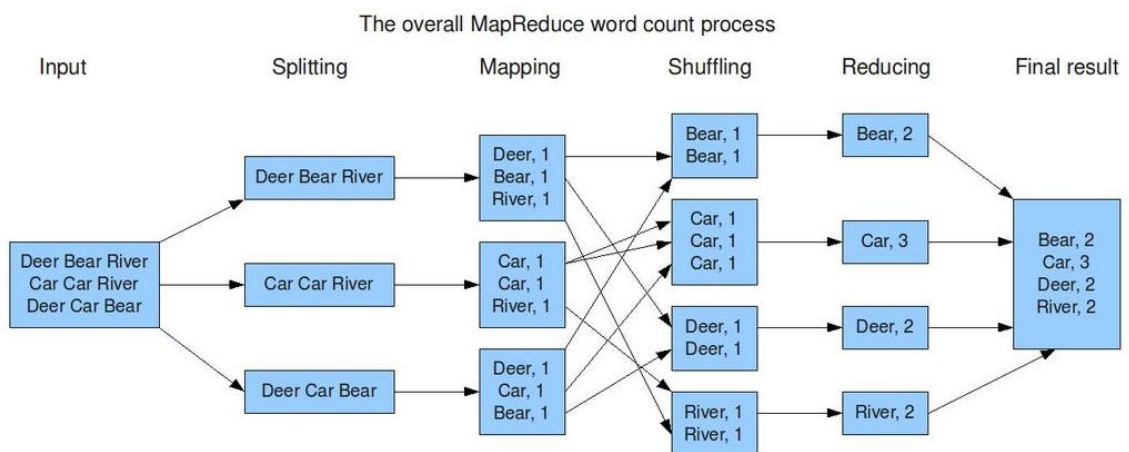 The overall MapReduce word count process
Input
Splitting
Mapping
Shuffling
Reducing
Final result
Deer Bear River
Car Car River
Deer Car Bear
Deer Bear River
Car Car River
Deer Car Bear
Deer, 1
Bear, 1
River, 1
Car, 1
Car, 1
River, 1
Deer, 1
Car, 1
Bear, 1
Bear, 1
Bear, 1
Car, 1
Car, 1
Car, 1
Deer, 1
Deer, 1
River, 1
River, 1
Bear, 2
Car, 3
Deer, 2
River, 2
Bear, 2
Car, 3
Deer, 2
River, 2